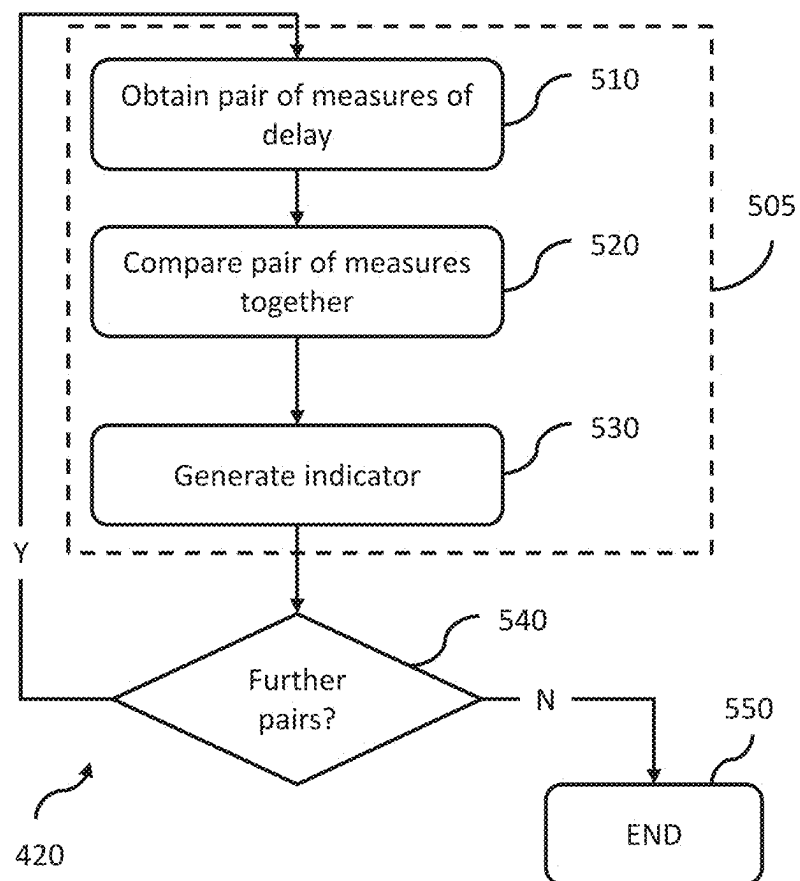 Obtain pair of measures of
delay
510
505
Compare pair of measures
together
520
Generate indicator
530
Y
540
Further
pairs?
N
550
END
420